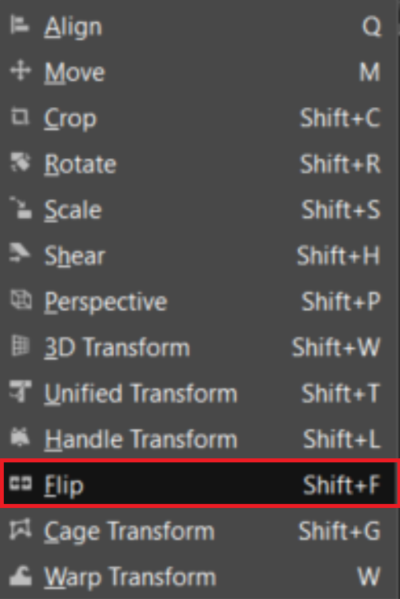 Align Q
Move M
Crop Shift+C
Rotate Shift+R
Scale Shift+S
Shear Shift+H
Perspective Shift+P
3D Transform Shift+W
Unified Transform Shift+T
Handle Transform Shift+L
Flip Shift+F
Cage Transform Shift+G
Warp Transform W